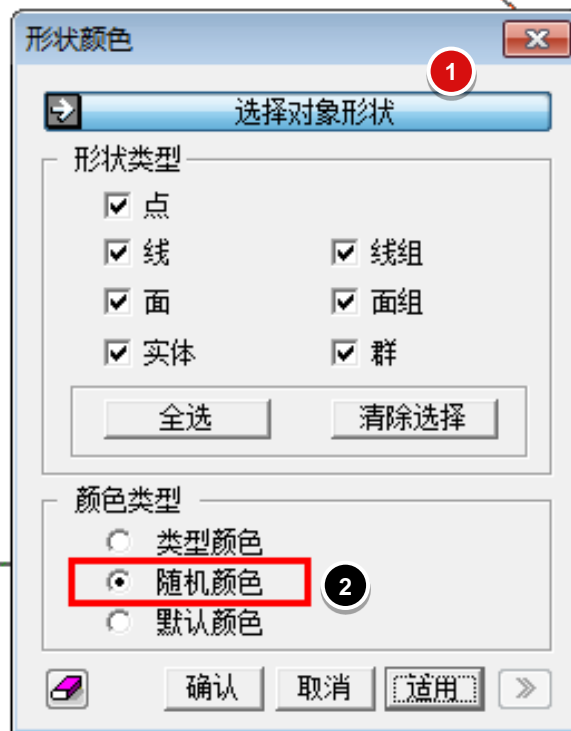 形状颜色
1
选择对象形状
形状类型
点
线 线组
面 面组
实体 群
全选 清除选择
颜色类型
类型颜色
随机颜色 2
默认颜色
确认 取消 适用